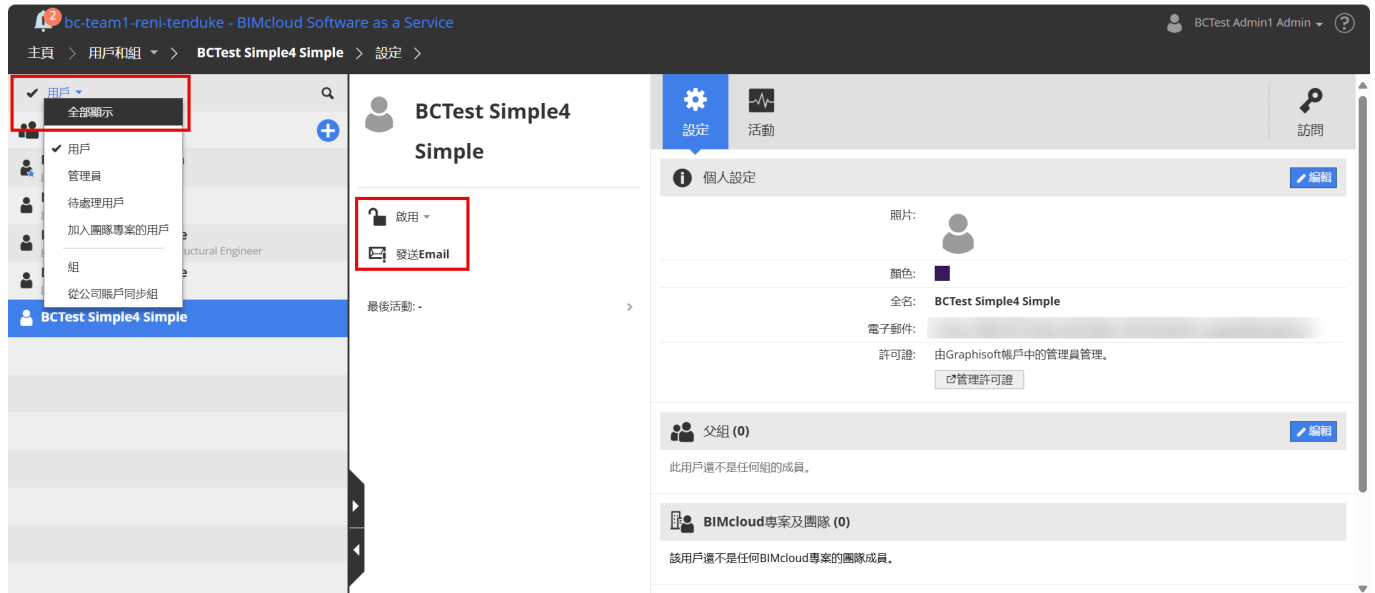 2
bc-team1-reni-tenduke - BIMcloud Software as a Service
BCTest Admin1 Admin
?
主頁 > 用戶和組 > BCTest Simple4 Simple > 設定 >
用戶
全部顯示
用戶
管理員
待處理用戶
加入團隊專案的用戶
組
從公司賬戶同步組
uctural Engineer
BCTest Simple4 Simple
BCTest Simple4
Simple
啟用
發送Email
最後活動: -
設定
活動
訪問
個人設定
編輯
照片:
顏色:
全名: BCTest Simple4 Simple
電子郵件:
許可證: 由Graphisoft帳戶中的管理員管理。
管理許可證
父組 (0)
編輯
此用戶還不是任何組的成員。
BIMcloud專案及團隊 (0)
該用戶還不是任何BIMcloud專案的團隊成員。